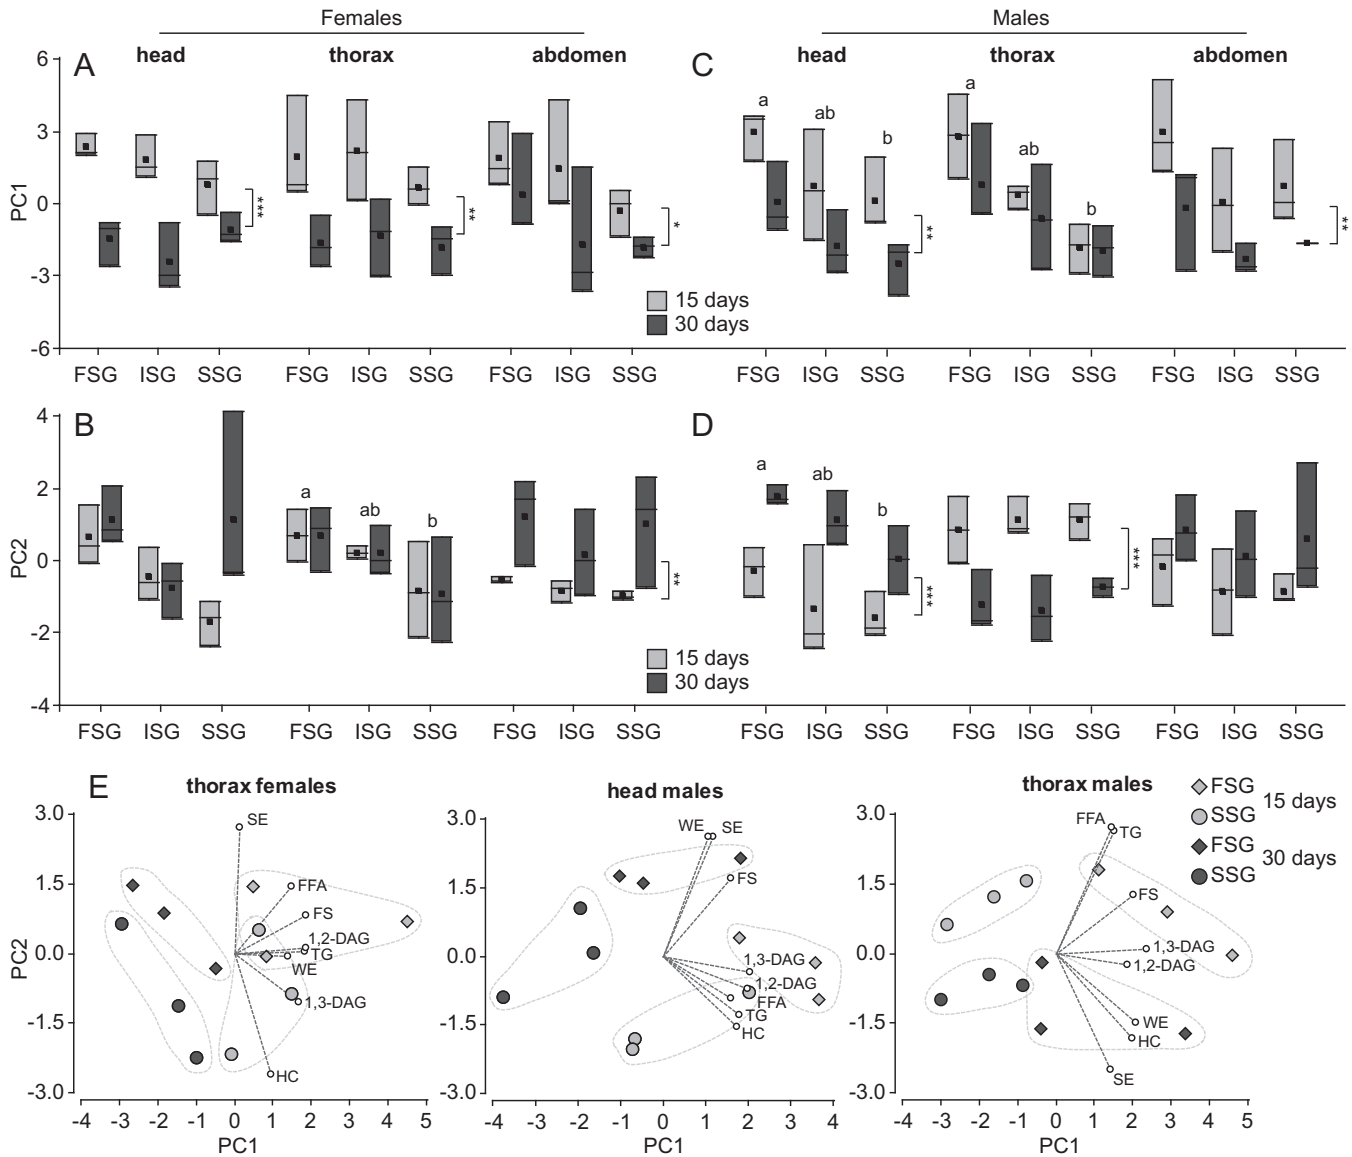 Females Males
A head thorax abdomen C head thorax abdomen
6
3
0
-3
-6
PC1
*** ** *
a ab b a ab b
** **
15 days
30 days
FSG ISG SSG FSG ISG SSG FSG ISG SSG FSG ISG SSG FSG ISG SSG FSG ISG SSG
B D
4
2
0
-2
-4
PC2
a ab b
**
a ab b
*** ***
15 days
30 days
FSG ISG SSG FSG ISG SSG FSG ISG SSG FSG ISG SSG FSG ISG SSG FSG ISG SSG
E
thorax females
3.0
1.5
0.0
-1.5
-3.0
PC2
SE
FFA
FS
1,2-DAG
TG
WE
1,3-DAG
HC
-4 -3 -2 -1 0 1 2 3 4 5
PC1
head males
3.0
1.5
0.0
-1.5
-3.0
WE SE
FS
1,3-DAG
1,2-DAG
FFA
TG
HC
-4 -3 -2 -1 0 1 2 3 4
PC1
thorax males
3.0
1.5
0.0
-1.5
-3.0
FFA TG
FS
1,3-DAG
1,2-DAG
WE
HC
SE
-4 -3 -2 -1 0 1 2 3 4 5
PC1
FSG
SSG
15 days
FSG
SSG
30 days